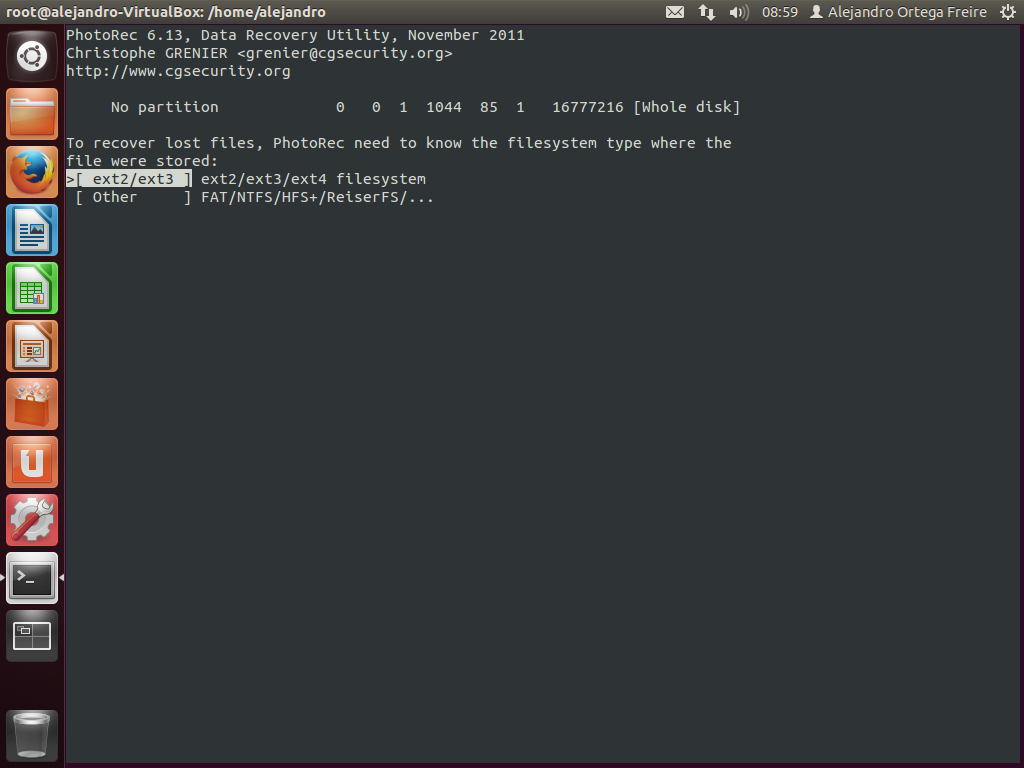 root@alejandro-VirtualBox: /home/alejandro
08:59
Alejandro Ortega Freire
PhotoRec 6.13, Data Recovery Utility, November 2011
Christophe GRENIER <grenier@cgsecurity.org>
http://www.cgsecurity.org
No partition 0 0 1 1044 85 1 16777216 [Whole disk]
To recover lost files, PhotoRec need to know the filesystem type where the
file were stored:
>[ ext2/ext3 ] ext2/ext3/ext4 filesystem
[ Other ] FAT/NTFS/HFS+/ReiserFS/...